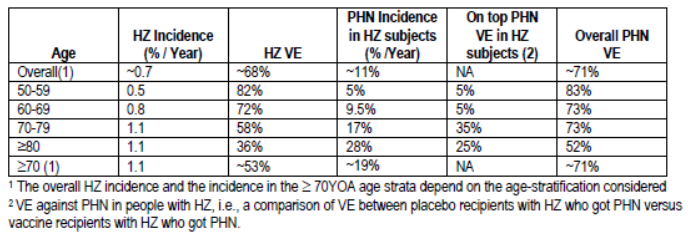 Age HZ Incidence (% / Year) HZ VE PHN Incidence in HZ subjects (% /Year) On top PHN VE in HZ subjects (2) Overall PHN VE
Overall(1) ~0.7 ~68% ~11% NA ~71%
50-59 0.5 82% 5% 5% 83%
60-69 0.8 72% 9.5% 5% 73%
70-79 1.1 58% 17% 35% 73%
≥80 1.1 36% 28% 25% 52%
≥70 (1) 1.1 ~53% ~19% NA ~71%
1 The overall HZ incidence and the incidence in the ≥ 70YOA age strata depend on the age-stratification considered
2 VE against PHN in people with HZ, i.e., a comparison of VE between placebo recipients with HZ who got PHN versus
vaccine recipients with HZ who got PHN.